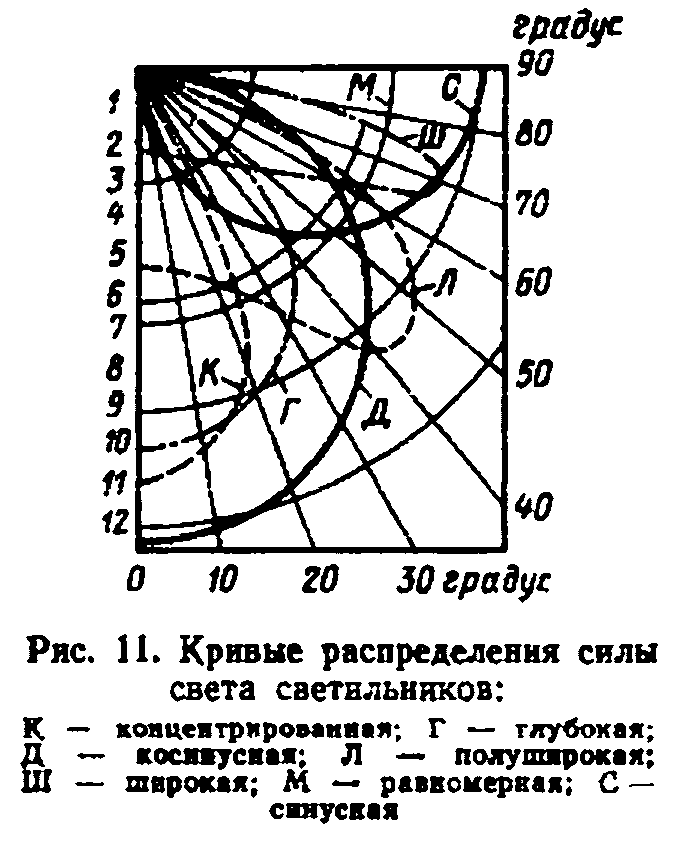 градус
90
М
С
1
Ш
80
2
3
70
4
5
60
Л
6
7
50
8
К
9
Г
Д
10
11
40
12
0 10 20 30 градус
Рис. 11. Кривые распределения силы
света светильников:
К — концентрированная; Г — глубокая;
Д — косинусная; Л — полуширокая;
Ш — широкая; М — равномерная; С —
синусная